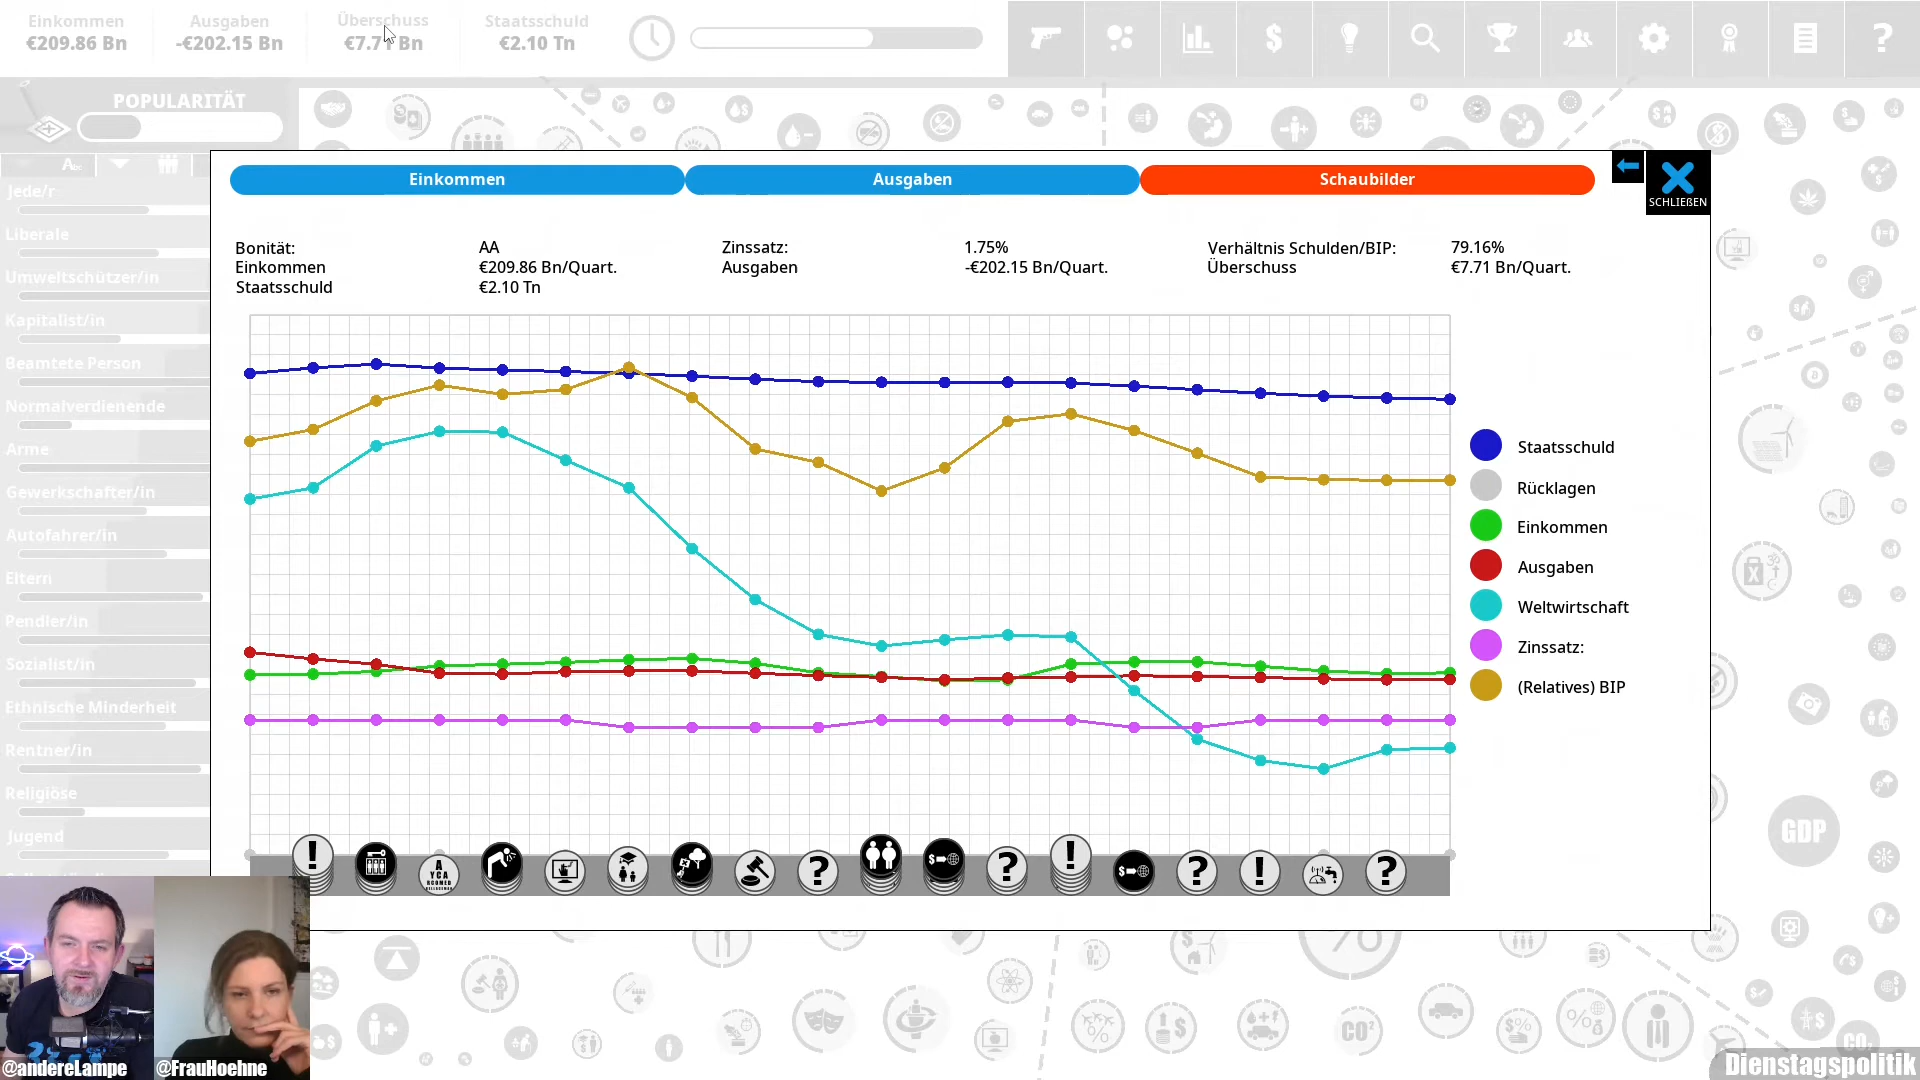 Einkommen
€209.86 Bn
Ausgaben
-€202.15 Bn
Überschuss
€7.71 Bn
Staatsschuld
€2.10 Tn
?
POPULARITÄT
Jede/r
Liberale
Umweltschützer/in
Kapitalist/in
Beamtete Person
Normalverdienende
Arme
Gewerkschafter/in
Autofahrer/in
Eltern
Pendler/in
Sozialist/in
Ethnische Minderheit
Rentner/in
Religiöse
Jugend
Einkommen
Ausgaben
Schaubilder
SCHLIEẞEN
Bonität:
AA
Zinssatz:
1.75%
Verhältnis Schulden/BIP:
79.16%
Einkommen
€209.86 Bn/Quart.
Ausgaben
-€202.15 Bn/Quart.
Überschuss
€7.71 Bn/Quart.
Staatsschuld
€2.10 Tn
Staatsschuld
Rücklagen
Einkommen
Ausgaben
Weltwirtschaft
Zinssatz:
(Relatives) BIP
GDP
CO²
@andereLampe
@FrauHoehne
Dienstagspolitik